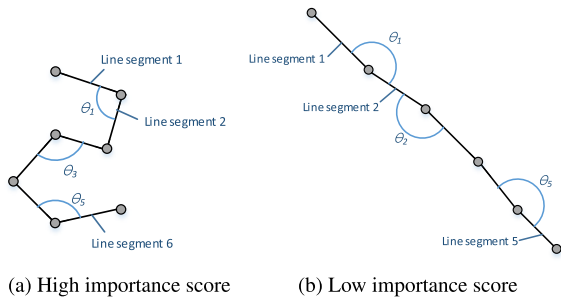 Line segment 1
θ1
Line segment 2
θ3
θ5
Line segment 6
(a) High importance score
θ1
Line segment 1
Line segment 2
θ2
θ5
Line segment 5
(b) Low importance score